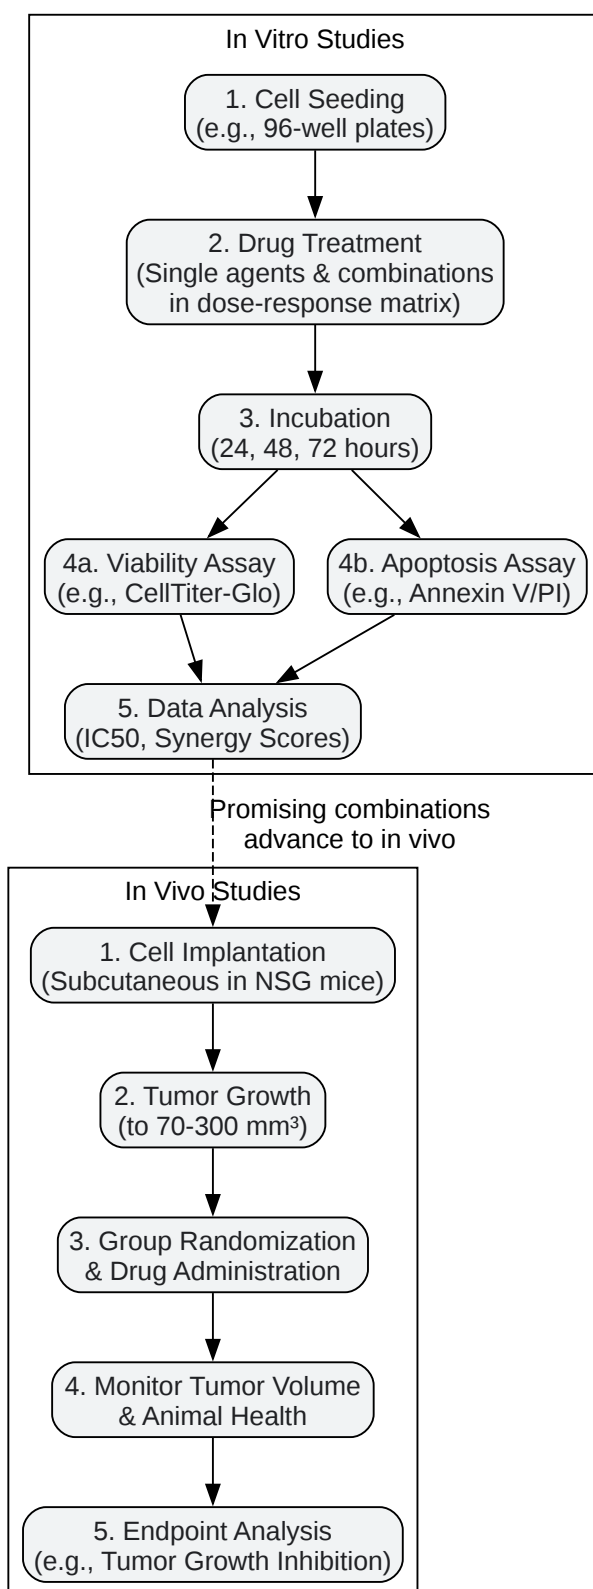 In Vitro Studies
1. Cell Seeding
(e.g., 96-well plates)
2. Drug Treatment
(Single agents & combinations
in dose-response matrix)
3. Incubation
(24, 48, 72 hours)
4a. Viability Assay
(e.g., CellTiter-Glo)
4b. Apoptosis Assay
(e.g., Annexin V/PI)
5. Data Analysis
(IC50, Synergy Scores)
Promising combinations
advance to in vivo
In Vivo Studies
1. Cell Implantation
(Subcutaneous in NSG mice)
2. Tumor Growth
(to 70-300 mm³)
3. Group Randomization
& Drug Administration
4. Monitor Tumor Volume
& Animal Health
5. Endpoint Analysis
(e.g., Tumor Growth Inhibition)